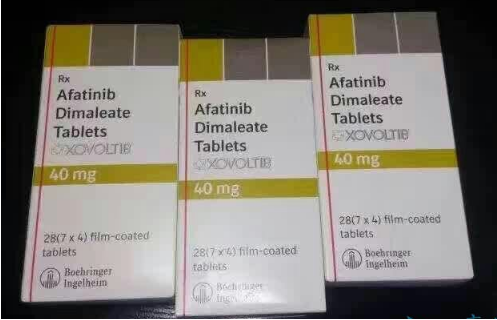 Rx
Afatinib
Dimaleate
Tablets
XOVOLTIB®
40 mg
28(7 x 4) film-coated
tablets
Boehringer
Ingelheim
Rx
Afatinib
Dimaleate
Tablets
XOVOLTIB®
40 mg
28(7 x 4) film-coated
tablets
Rx
Afatinib
Dimaleate
Tablets
XOVOLTIB®
40 mg
28(7 x 4) film-coated
tablets
Boehringer
Ingelheim